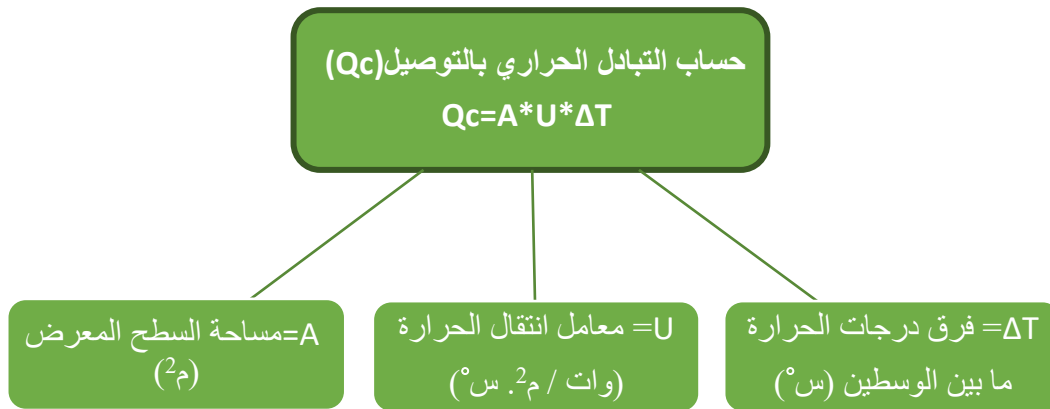 حساب التبادل الحراري بالتوصيل(Qc)
Qc=A*U*ΔT
ΔT= فرق درجات الحرارة
ما بين الوسطين (س°)
U= معامل انتقال الحرارة
(وات / م². س°)
A=مساحة السطح المعرض
(م²)